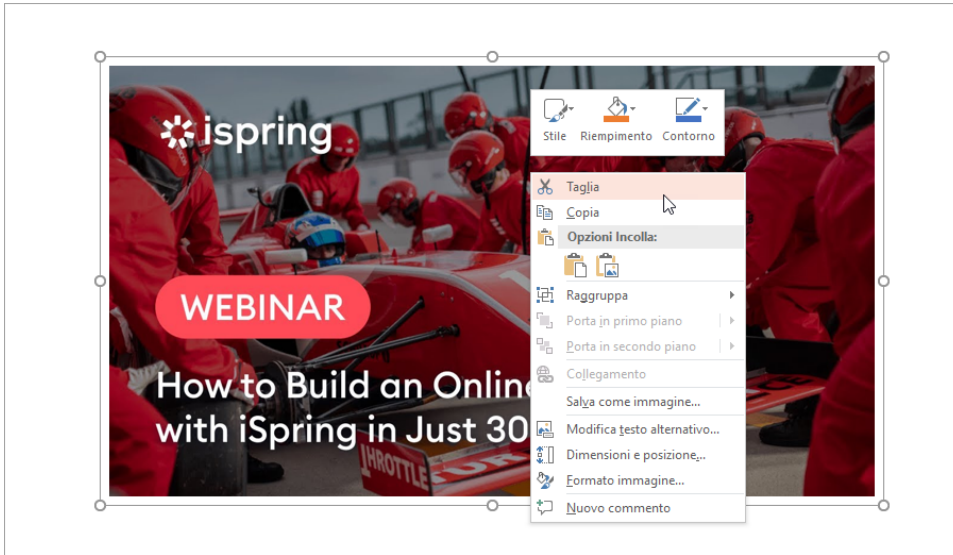 ispring
Stile Riempimento Contorno
Taglia
Copia
Opzioni Incolla:
Raggruppa
Porta in primo piano
Porta in secondo piano
Collegamento
Salva come immagine...
Modifica testo alternativo...
Dimensioni e posizione...
Formato immagine...
Nuovo commento
WEBINAR
How to Build an Online
with iSpring in Just 30
THROTTLE